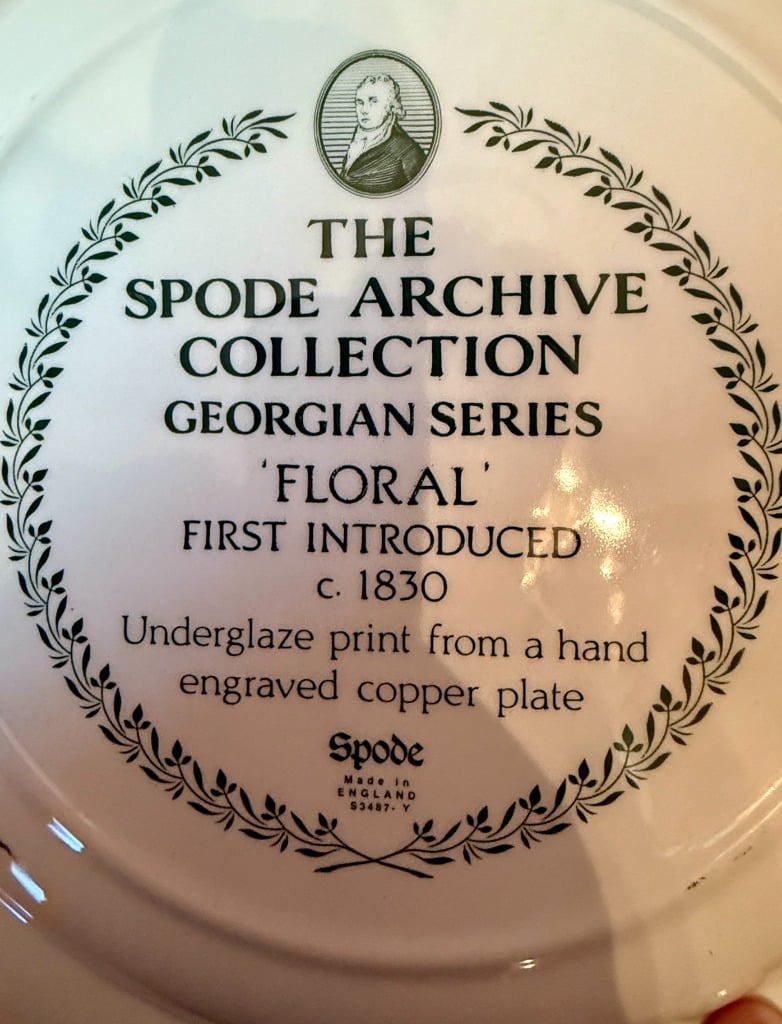 THE
SPODE ARCHIVE
COLLECTION
GEORGIAN SERIES
'FLORAL'
FIRST INTRODUCED
c. 1830
Underglaze print from a hand
engraved copper plate
Spode
Made in
ENGLAND
S3487- Y